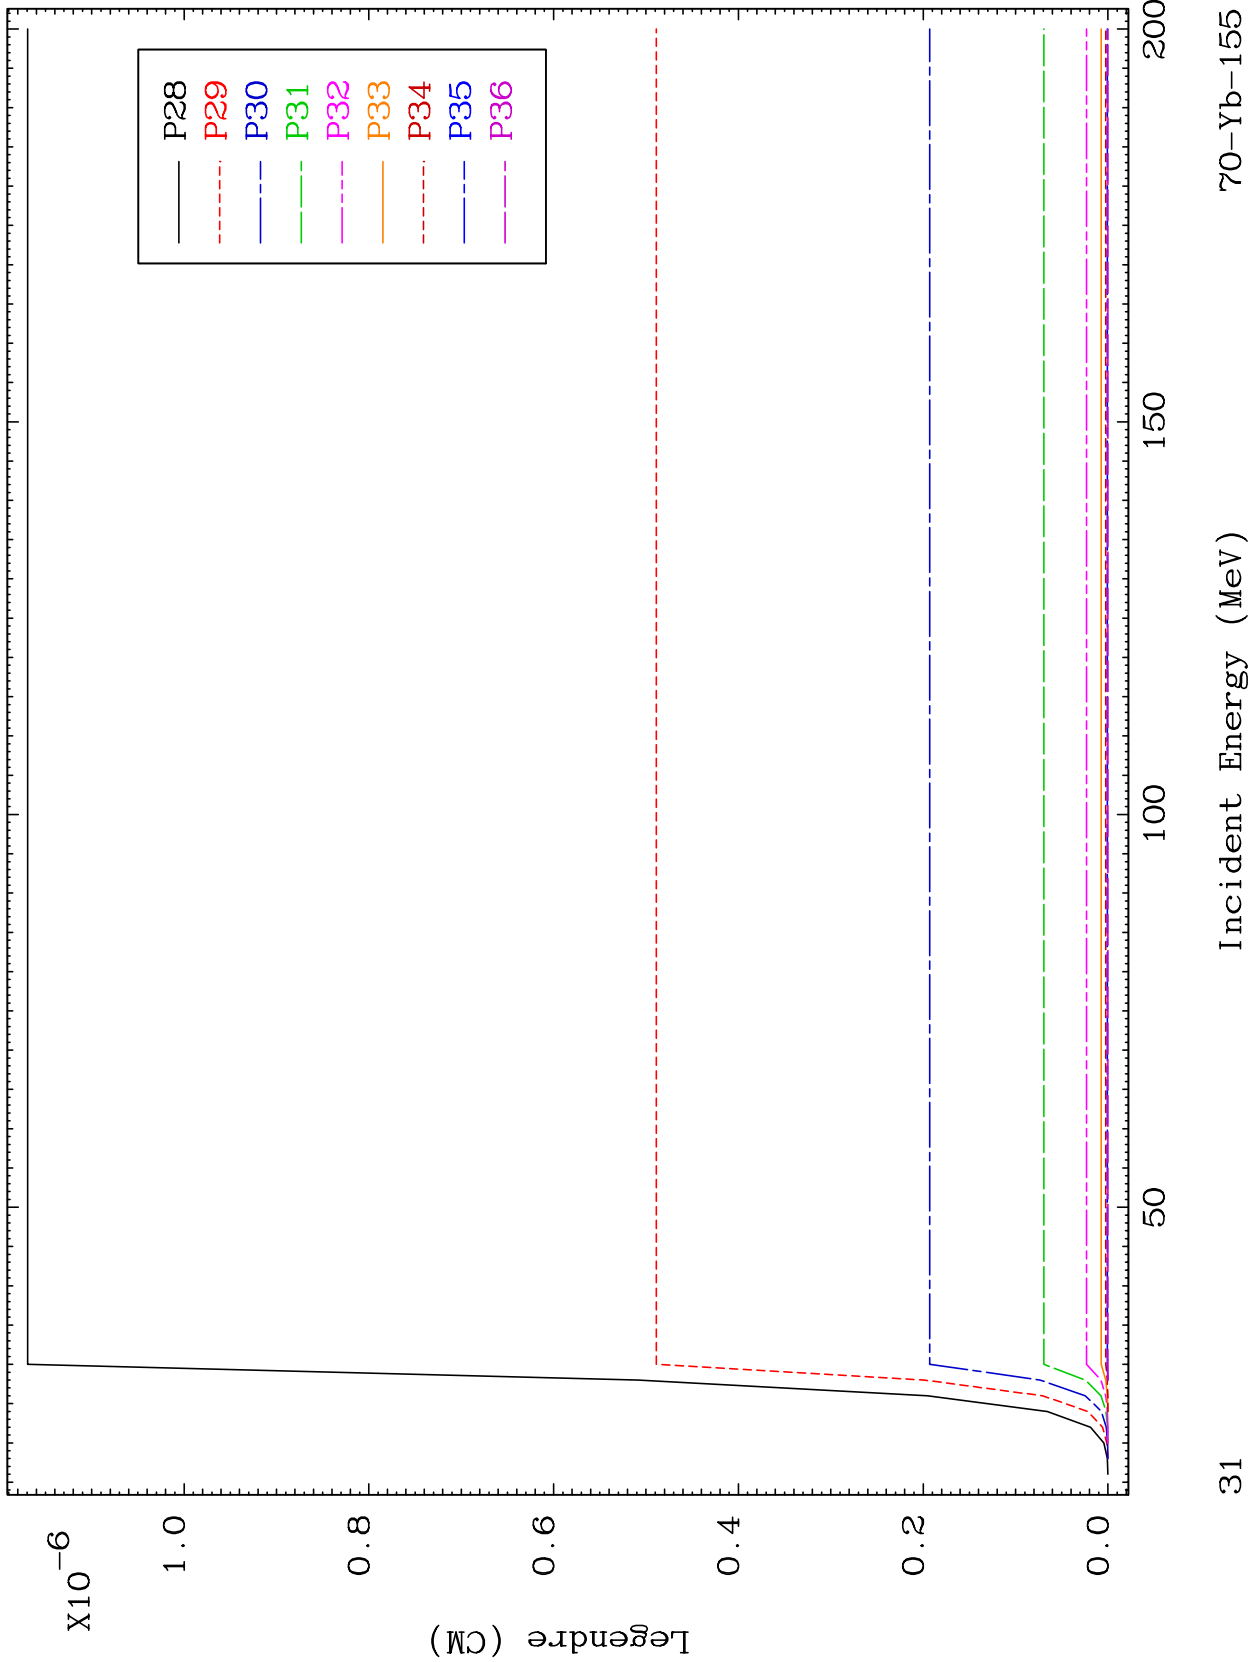 X10-6
1.0
0.8
0.6
0.4
0.2
0.0
Legendre (CM)
P28
P29
P30
P31
P32
P33
P34
P35
P36
50
100
150
200
31
Incident Energy (MeV)
70-Yb-155